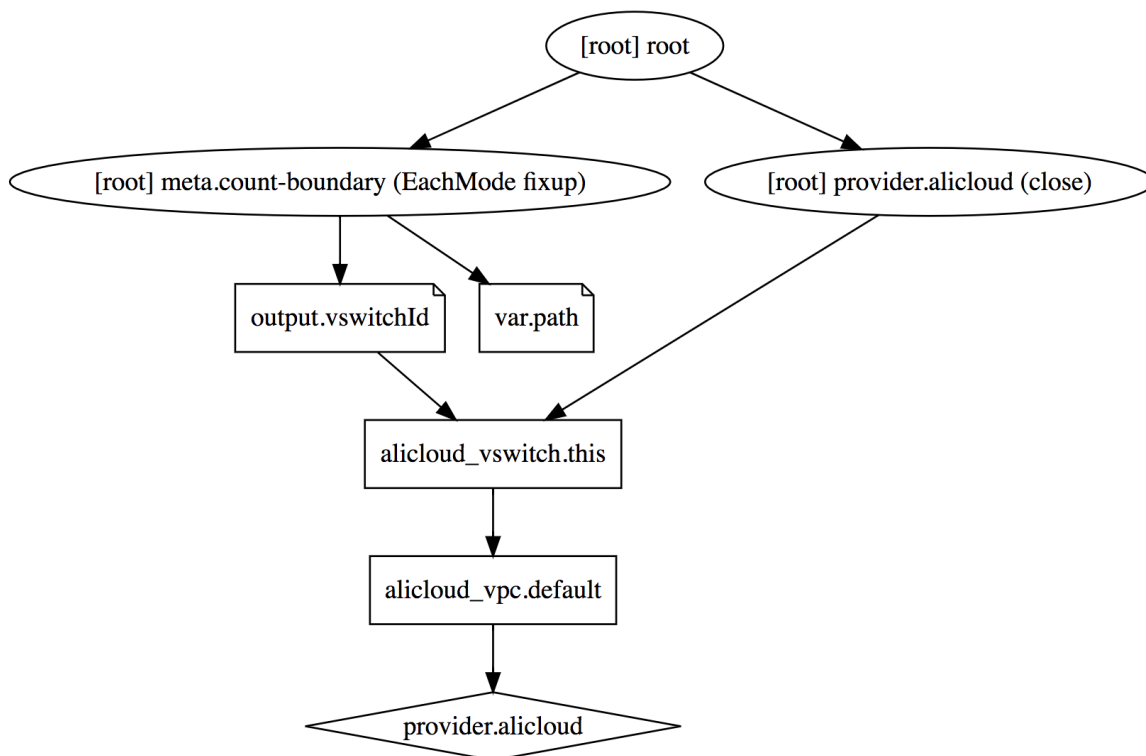 [root] root
[root] meta.count-boundary (EachMode fixup)
[root] provider.alicloud (close)
output.vswitchId
var.path
alicloud_vswitch.this
alicloud_vpc.default
provider.alicloud